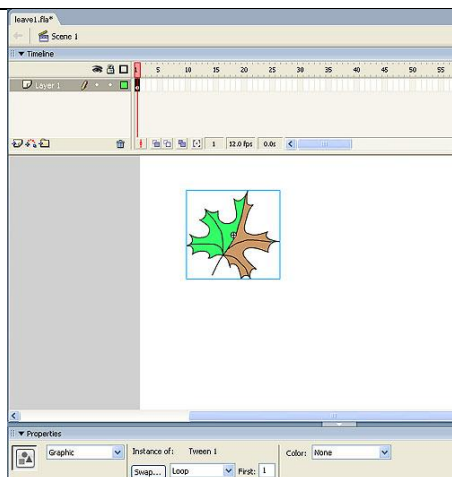 leave1.fla*
Scene 1
Timeline
1 5 10 15 20 25 30 35 40 45 50 55
Layer 1
1 12.0 fps 0.0s
Properties
Graphic Instance of: Tween 1 Color: None
Swap... Loop First: 1